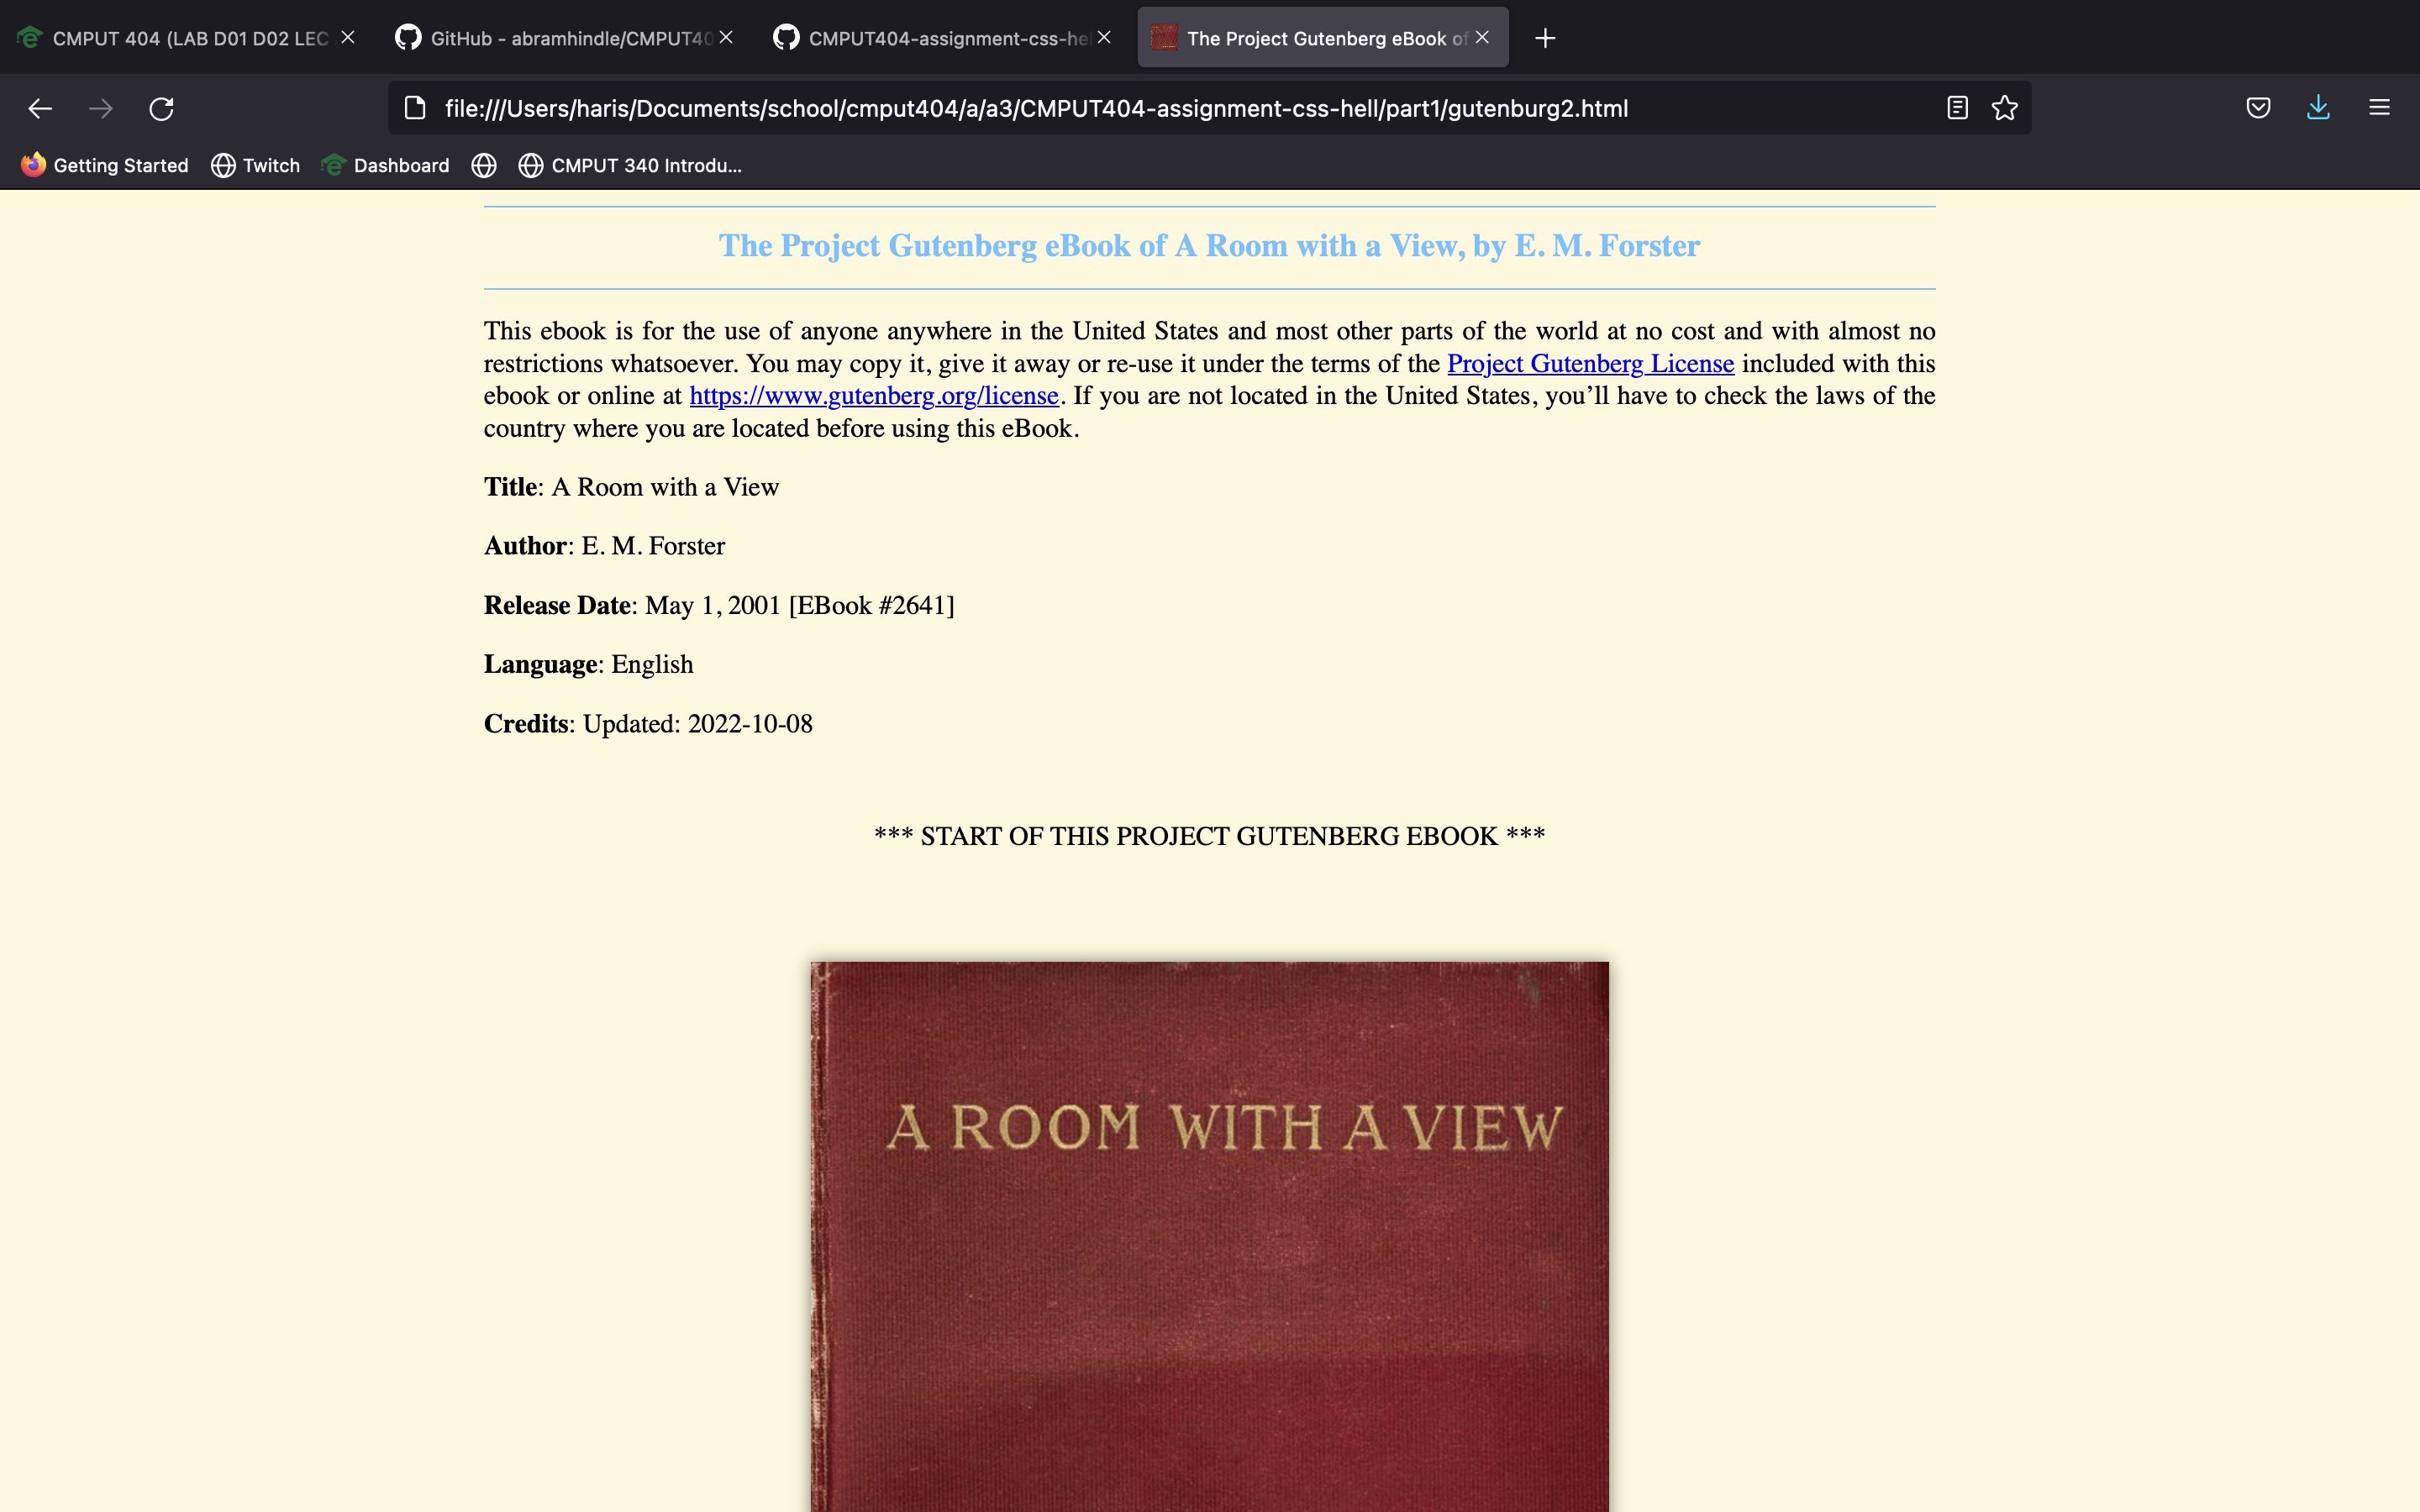 CMPUT 404 (LAB D01 D02 LEC
GitHub - abramhindle/CMPUT40
CMPUT404-assignment-css-hel
The Project Gutenberg eBook of
file:///Users/haris/Documents/school/cmput404/a/a3/CMPUT404-assignment-css-hell/part1/gutenburg2.html
Getting Started Twitch Dashboard CMPUT 340 Introdu...
The Project Gutenberg eBook of A Room with a View, by E. M. Forster
This ebook is for the use of anyone anywhere in the United States and most other parts of the world at no cost and with almost no
restrictions whatsoever. You may copy it, give it away or re-use it under the terms of the Project Gutenberg License included with this
ebook or online at https://www.gutenberg.org/license. If you are not located in the United States, you’ll have to check the laws of the
country where you are located before using this eBook.
Title: A Room with a View
Author: E. M. Forster
Release Date: May 1, 2001 [EBook #2641]
Language: English
Credits: Updated: 2022-10-08
*** START OF THIS PROJECT GUTENBERG EBOOK ***
A ROOM WITH A VIEW